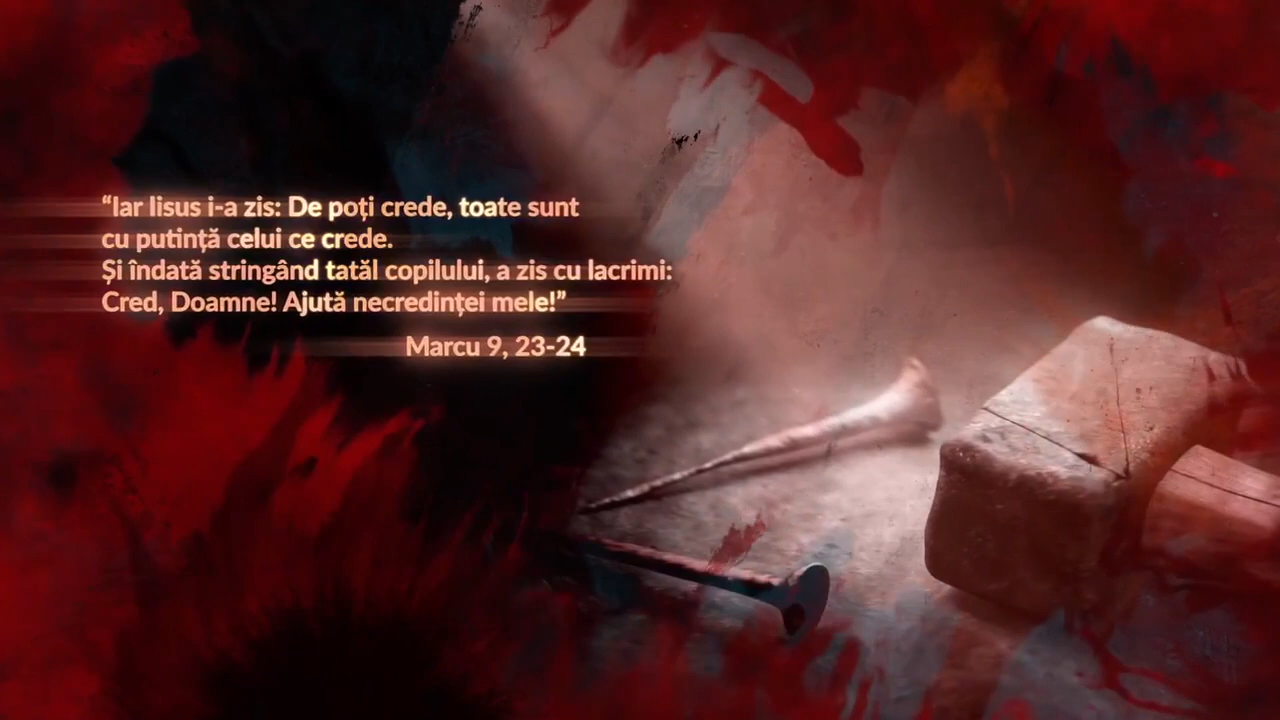 “Iar Iisus i-a zis: De poți crede, toate sunt
cu putință celui ce crede.
Și îndată stringând tatăl copilului, a zis cu lacrimi:
Cred, Doamne! Ajută necredinței mele!”
Marcu 9, 23-24